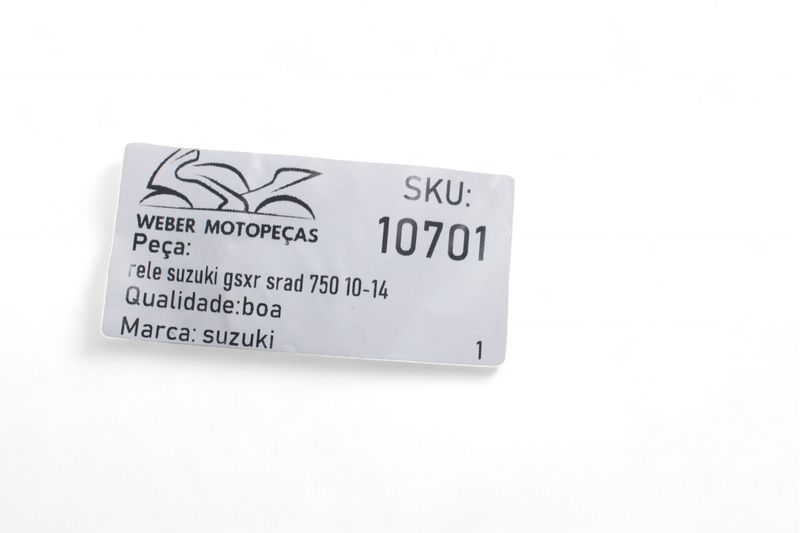 WEBER MOTOPEÇAS
SKU:
10701
Peça:
rele suzuki gsxr srad 750 10-14
Qualidade:boa
Marca: suzuki
1